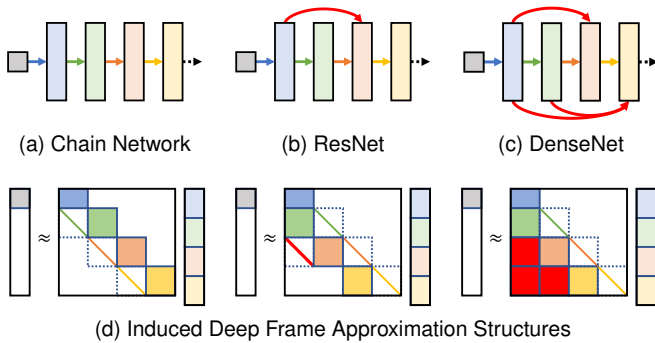 (a) Chain Network
(b) ResNet
(c) DenseNet
≈
≈
≈
(d) Induced Deep Frame Approximation Structures